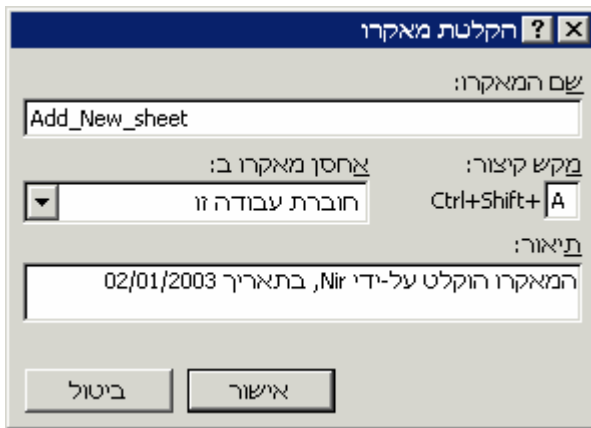 הקלטת מאקרו
שם המאקרו:
Add_New_sheet
מקש קיצור:
Ctrl+Shift+ A
אחסן מאקרו ב:
חוברת עבודה זו
תיאור:
המאקרו הוקלט על-ידי Nir, בתאריך 02/01/2003
אישור
ביטול